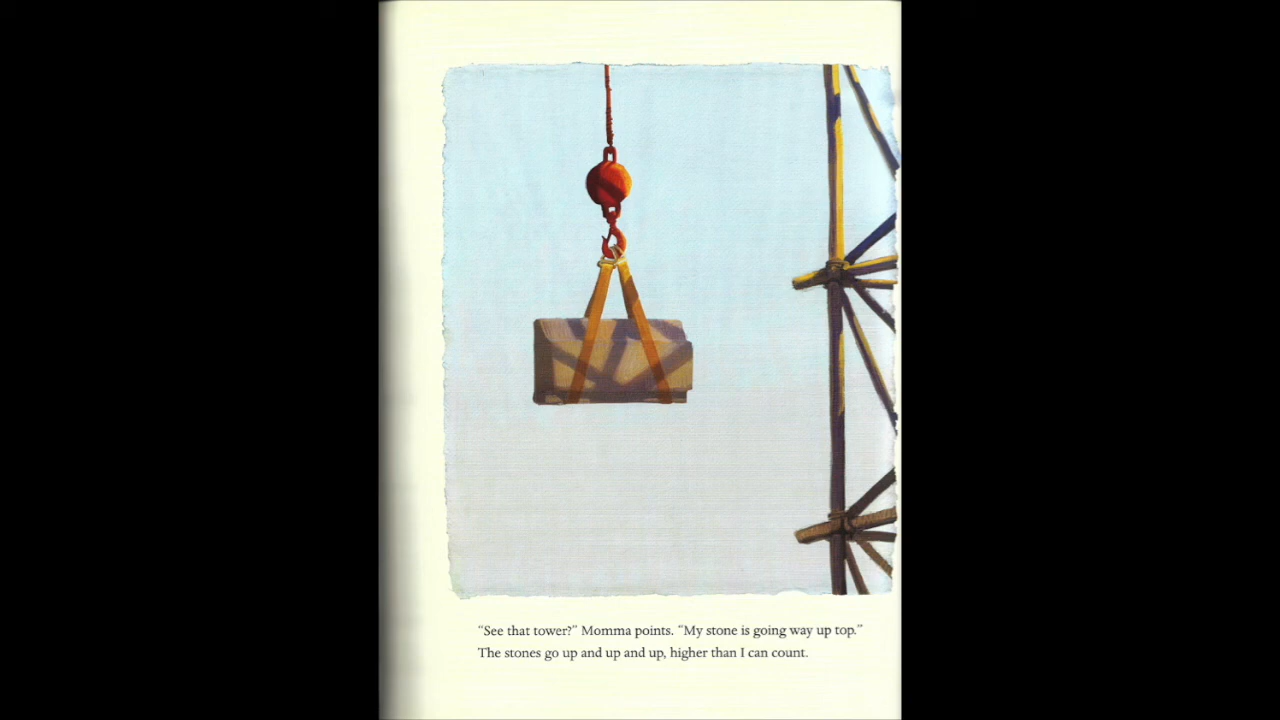 “See that tower?” Momma points. “My stone is going way up top.”
The stones go up and up and up, higher than I can count.